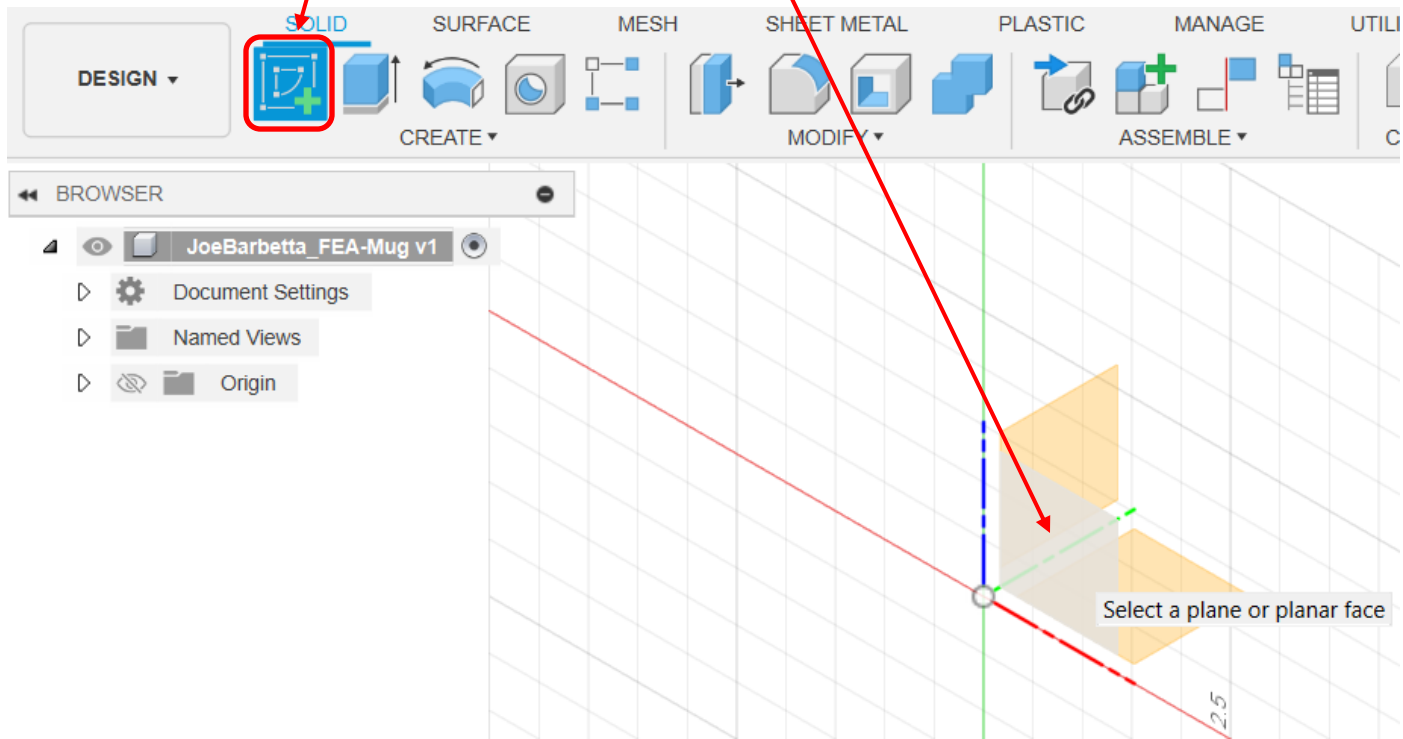 SOLID SURFACE MESH SHEET METAL PLASTIC MANAGE UTILI
DESIGN
CREATE MODIFY ASSEMBLE C
BROWSER
JoeBarbetta_FEA-Mug v1
Document Settings
Named Views
Origin
Select a plane or planar face
2.5